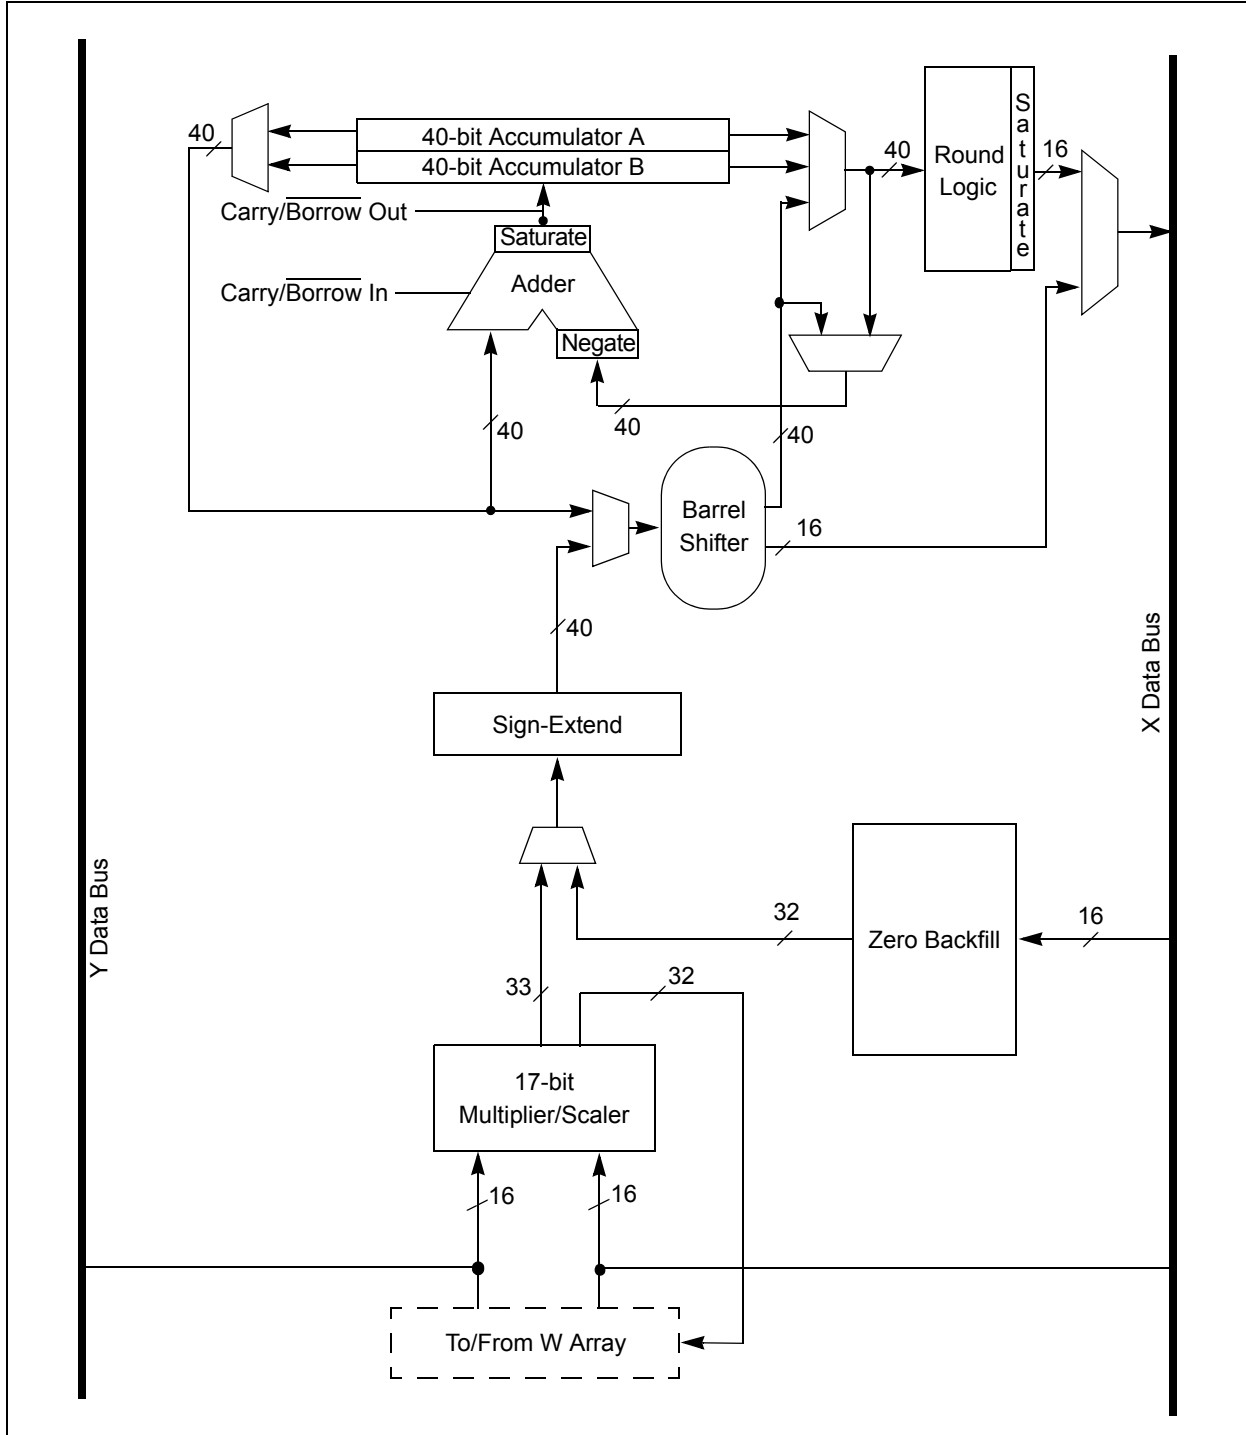 40
40-bit Accumulator A
40-bit Accumulator B
40
Round
Logic
Saturate
16
Carry/Borrow Out
Saturate
Carry/Borrow In
Adder
Negate
40
40
40
Barrel
Shifter
16
40
Sign-Extend
X Data Bus
Y Data Bus
32
Zero Backfill
16
33
32
17-bit
Multiplier/Scaler
16
16
To/From W Array